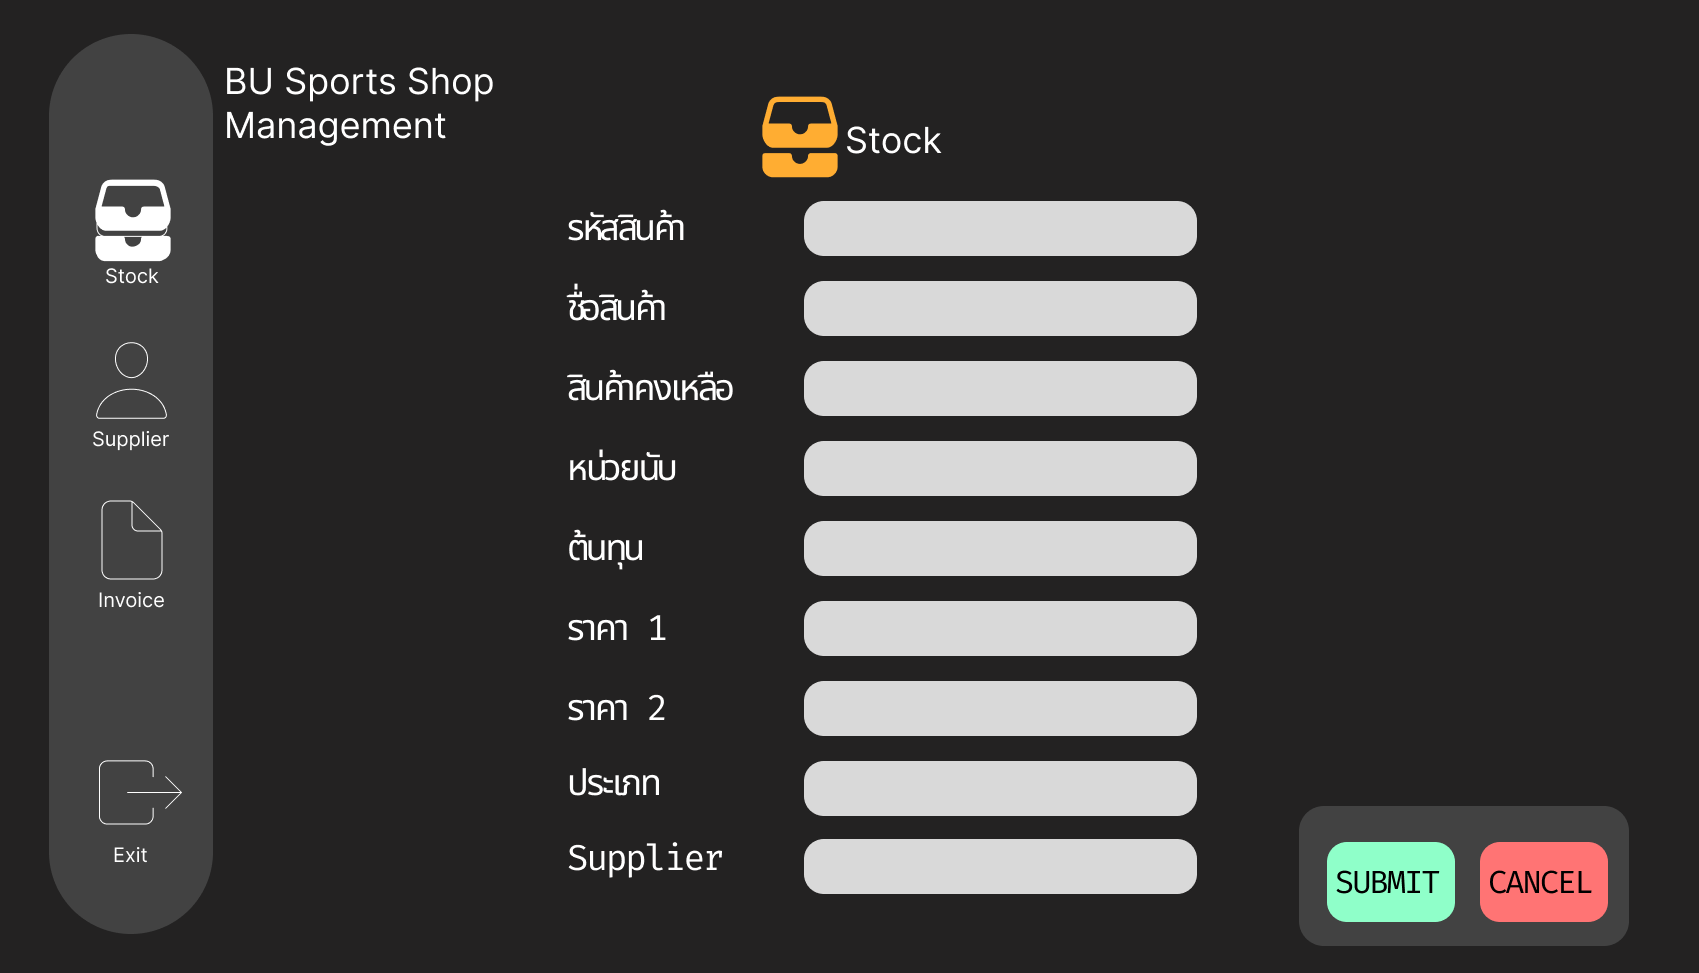 BU Sports Shop
Management
Stock
Stock
Supplier
Invoice
Exit
รหัสสินค้า
ชื่อสินค้า
สินค้าคงเหลือ
หน่วยนับ
ต้นทุน
ราคา 1
ราคา 2
ประเภท
Supplier
SUBMIT
CANCEL